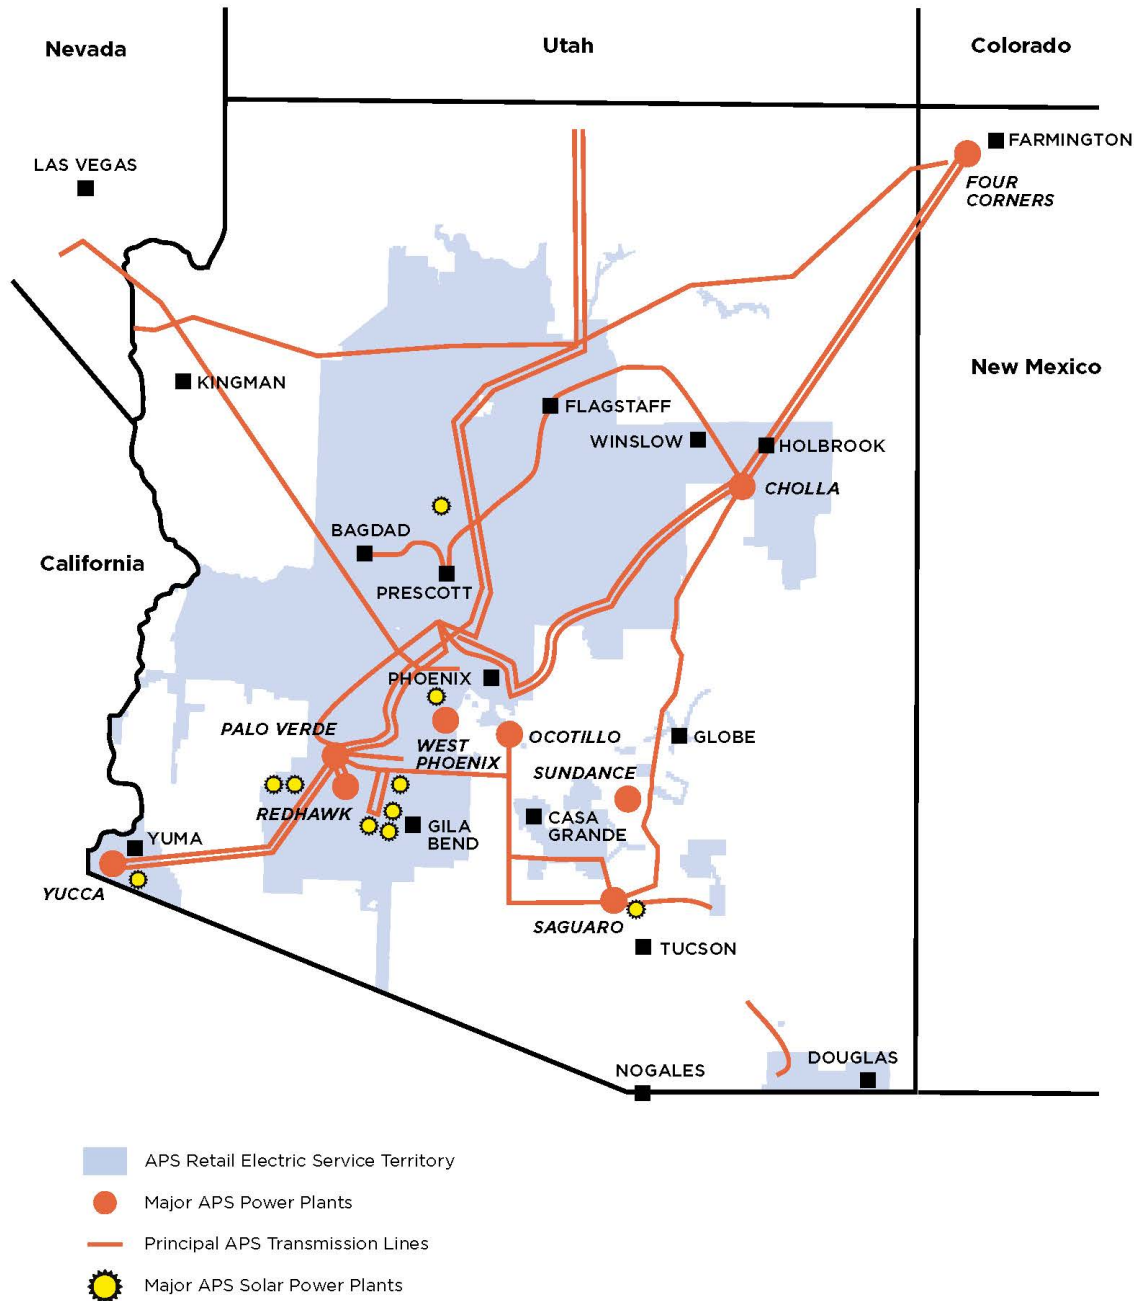 Nevada
Utah
Colorado
LAS VEGAS
FARMINGTON
FOUR
CORNERS
New Mexico
KINGMAN
FLAGSTAFF
WINSLOW
HOLBROOK
CHOLLA
BAGDAD
California
PRESCOTT
PHOENIX
PALO VERDE
WEST
PHOENIX
OCOTILLO
GLOBE
SUNDANCE
REDHAWK
GILA
BEND
CASA
GRANDE
YUMA
YUCCA
SAGUARO
TUCSON
DOUGLAS
NOGALES
APS Retail Electric Service Territory
Major APS Power Plants
Principal APS Transmission Lines
Major APS Solar Power Plants